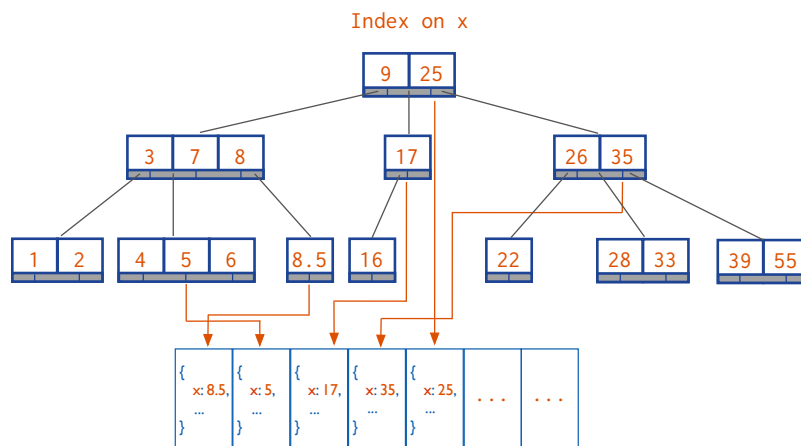 Index on x
9 25
3 7 8
17
26 35
1 2
4 5 6
8.5
16
22
28 33
39 55
{ x: 8.5, ... }
{ x: 5, ... }
{ x: 17, ... }
{ x: 35, ... }
{ x: 25, ... }
. . .
. . .